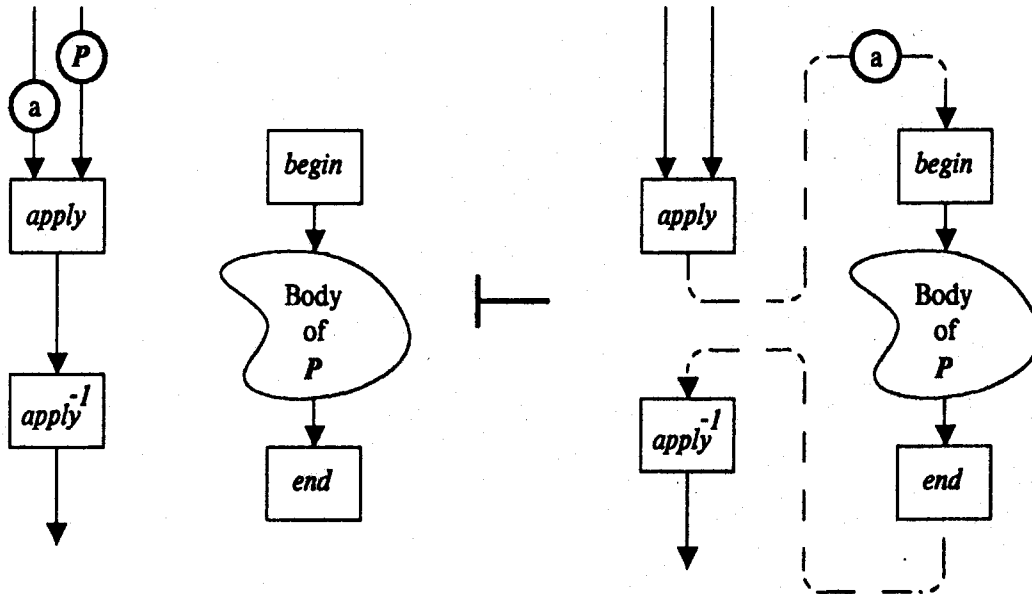 P
a
apply
apply-1
begin
Body
of
P
end
a
apply
apply-1
begin
Body
of
P
end